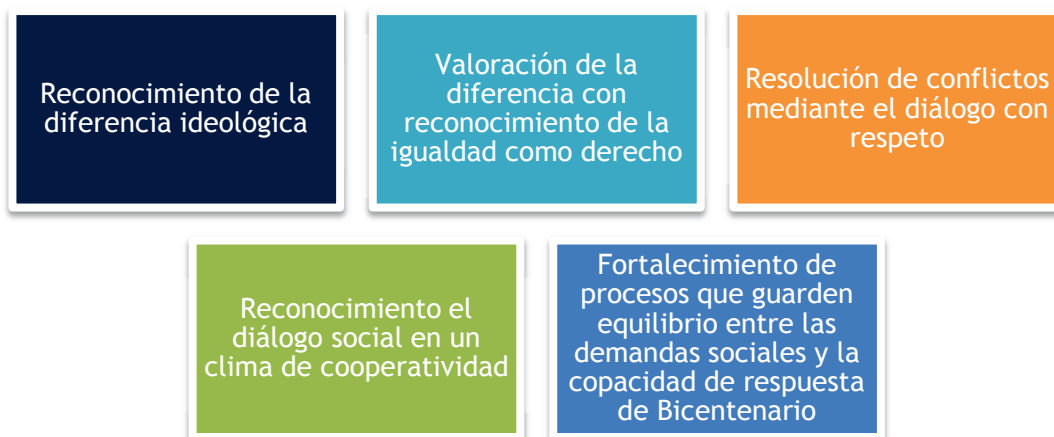 Reconocimiento de la
diferencia ideológica
Valoración de la
diferencia con
reconocimiento de la
igualdad como derecho
Resolución de conflictos
mediante el diálogo con
respeto
Reconocimiento el
diálogo social en un
clima de cooperatividad
Fortalecimiento de
procesos que guarden
equilibrio entre las
demandas sociales y la
copacidad de respuesta
de Bicentenario